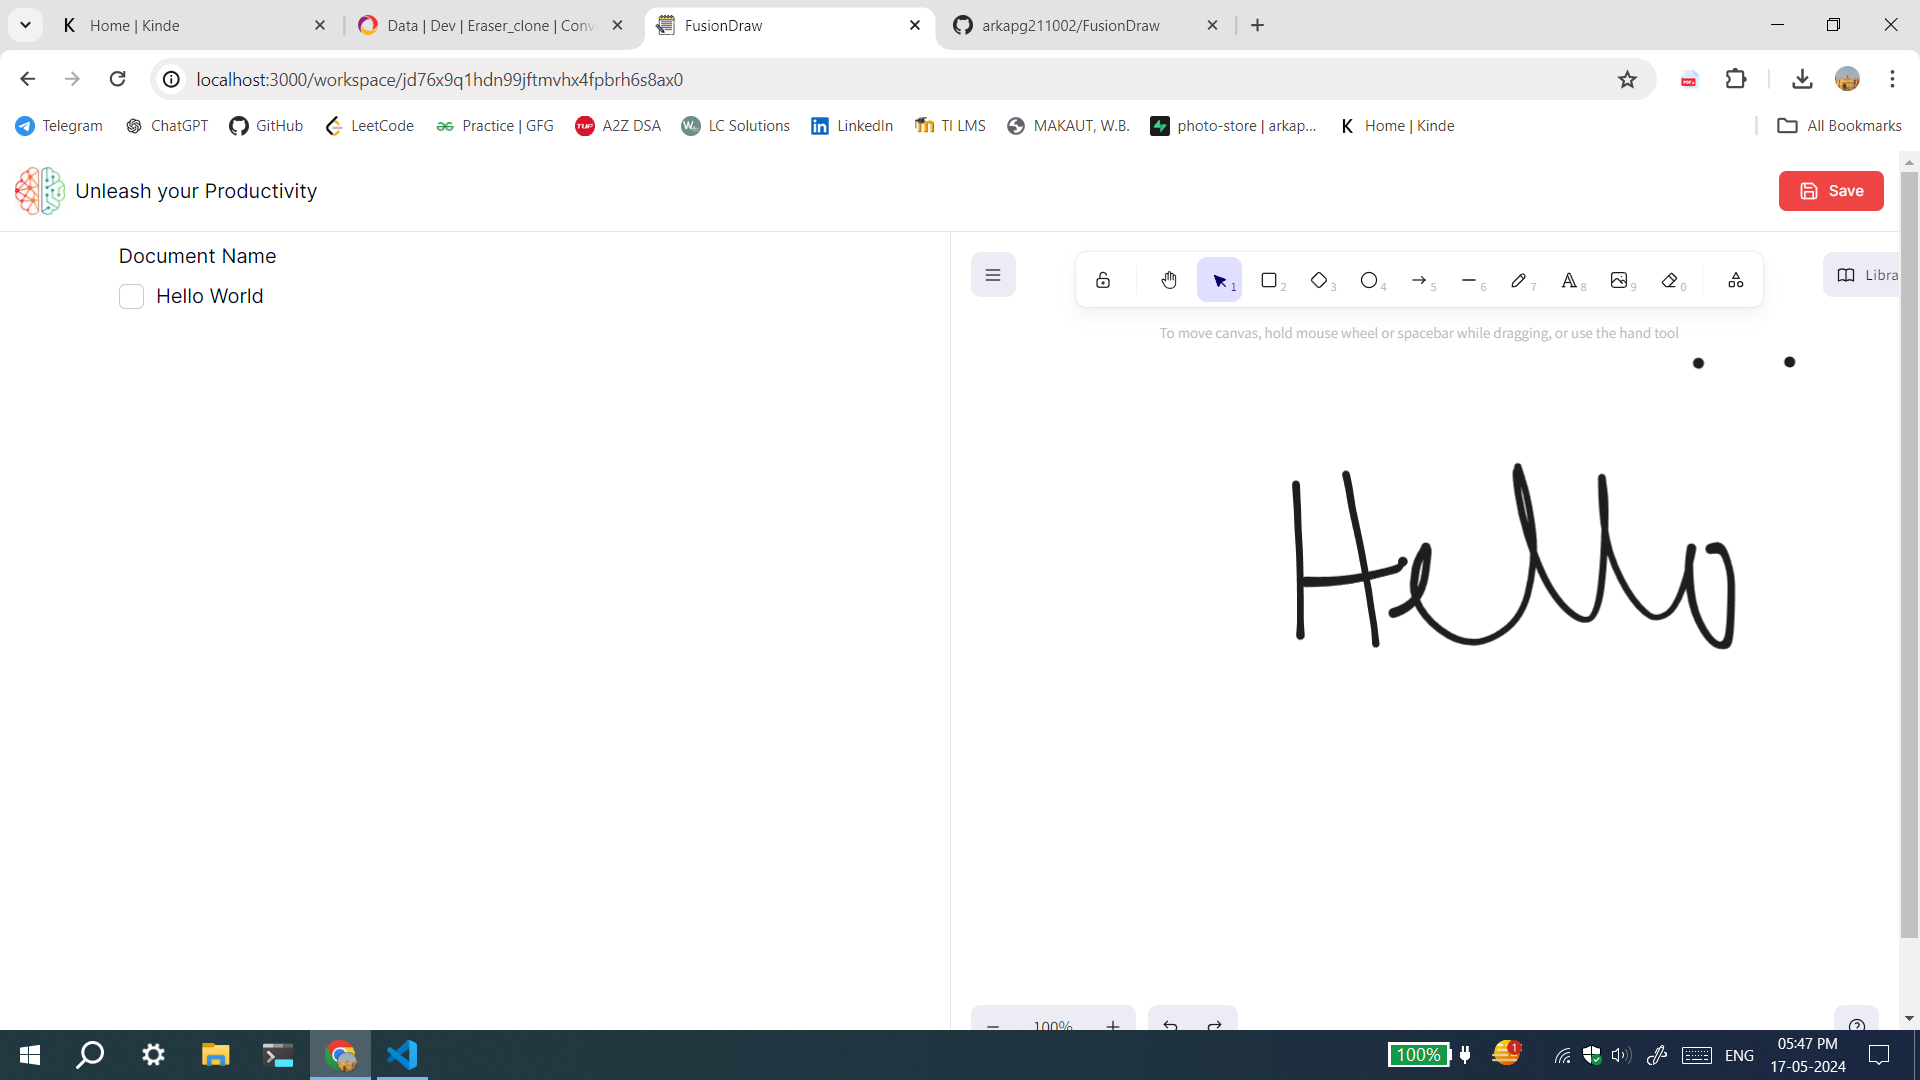 Home | Kinde
Data | Dev | Eraser_clone | Conv
FusionDraw
arkapg211002/FusionDraw
localhost:3000/workspace/jd76x9q1hdn99jftmvhx4fpbrh6s8ax0
Telegram
ChatGPT
GitHub
LeetCode
Practice | GFG
A2Z DSA
LC Solutions
LinkedIn
TI LMS
MAKAUT, W.B.
photo-store | arkap...
Home | Kinde
All Bookmarks
Unleash your Productivity
Save
Document Name
Hello World
1
2
3
4
5
6
7
8
9
0
Libra
To move canvas, hold mouse wheel or spacebar while dragging, or use the hand tool
Hello
100%
100%
1
ENG
05:47 PM
17-05-2024